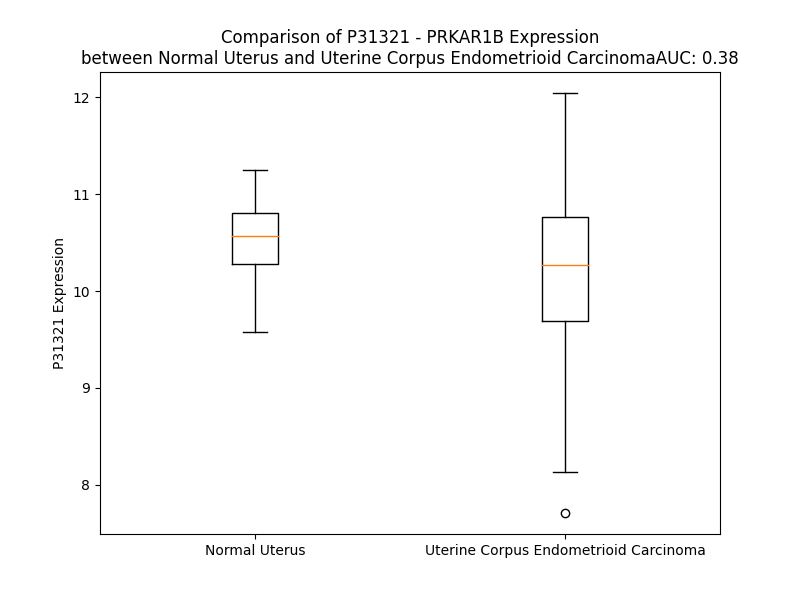 Comparison of P31321 - PRKAR1B Expression
between Normal Uterus and Uterine Corpus Endometrioid CarcinomaAUC: 0.38
12
11
10
9
8
P31321 Expression
Normal Uterus
Uterine Corpus Endometrioid Carcinoma